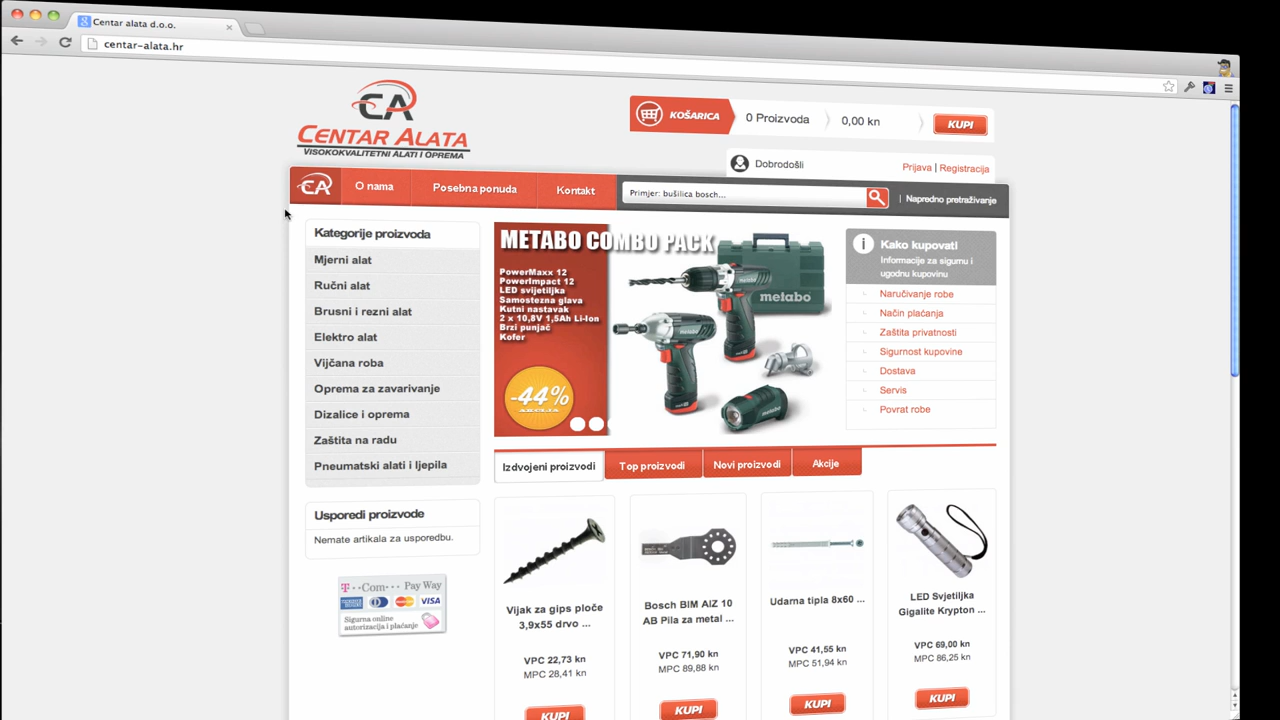 Centar alata d.o.o.
centar-alata.hr
CA
CENTAR ALATA
VISOKOKVALITETNI ALATI I OPREMA
KOŠARICA
0 Proizvoda
0,00 kn
KUPI
Dobrodošli
Prijava | Registracija
CA
O nama
Posebna ponuda
Kontakt
Primjer: bušilica bosch...
| Napredno pretraživanje
Kategorije proizvoda
Mjerni alat
Ručni alat
Brusni i rezni alat
Elektro alat
Vijčana roba
Oprema za zavarivanje
Dizalice i oprema
Zaštita na radu
Pneumatski alati i ljepila
Usporedi proizvode
Nemate artikala za usporedbu.
T··Com··· Pay Way
VISA
Sigurna online
autorizacija i plaćanje
METABO COMBO PACK
PowerMaxx 12
PowerImpact 12
LED svijetiljka
Samostezna glava
Kutni nastavak
2 x 10,8V 1,5Ah Li-Ion
Brzi punjač
Kofer
-44%
metabo
metabo
Kako kupovati
Informacije za sigurnu i
ugodnu kupovinu
Naručivanje robe
Način plaćanja
Zaštita privatnosti
Sigurnost kupovine
Dostava
Servis
Povrat robe
Izdvojeni proizvodi
Top proizvodi
Novi proizvodi
Akcije
Vijak za gips ploče
3,9x55 drvo ...
VPC 22,73 kn
MPC 28,41 kn
KUPI
Bosch BIM AIZ 10
AB Pila za metal ...
VPC 71,90 kn
MPC 89,88 kn
KUPI
Udarna tipla 8x60 ...
VPC 41,55 kn
MPC 51,94 kn
KUPI
LED Svjetiljka
Gigalite Krypton ...
VPC 69,00 kn
MPC 86,25 kn
KUPI